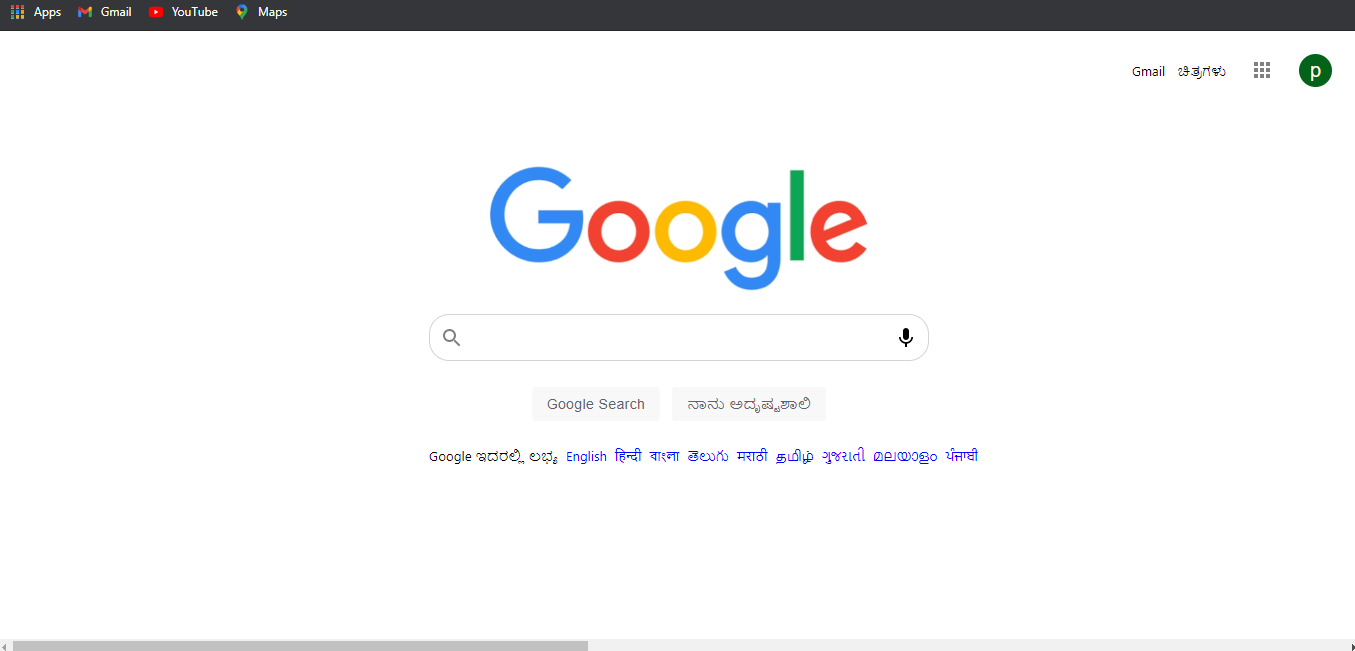 Apps Gmail YouTube Maps
Gmail ಚಿತ್ರಗಳು p
Google
Google Search ನಾನು ಅದೃಷ್ಟಶಾಲಿ
Google ಇದರಲ್ಲಿ ಲಭ್ಯ English हिन्दी বাংলা తెలుగు मराठी தமிழ் ગુજરાતી മലയാളം ਪੰਜਾਬੀ